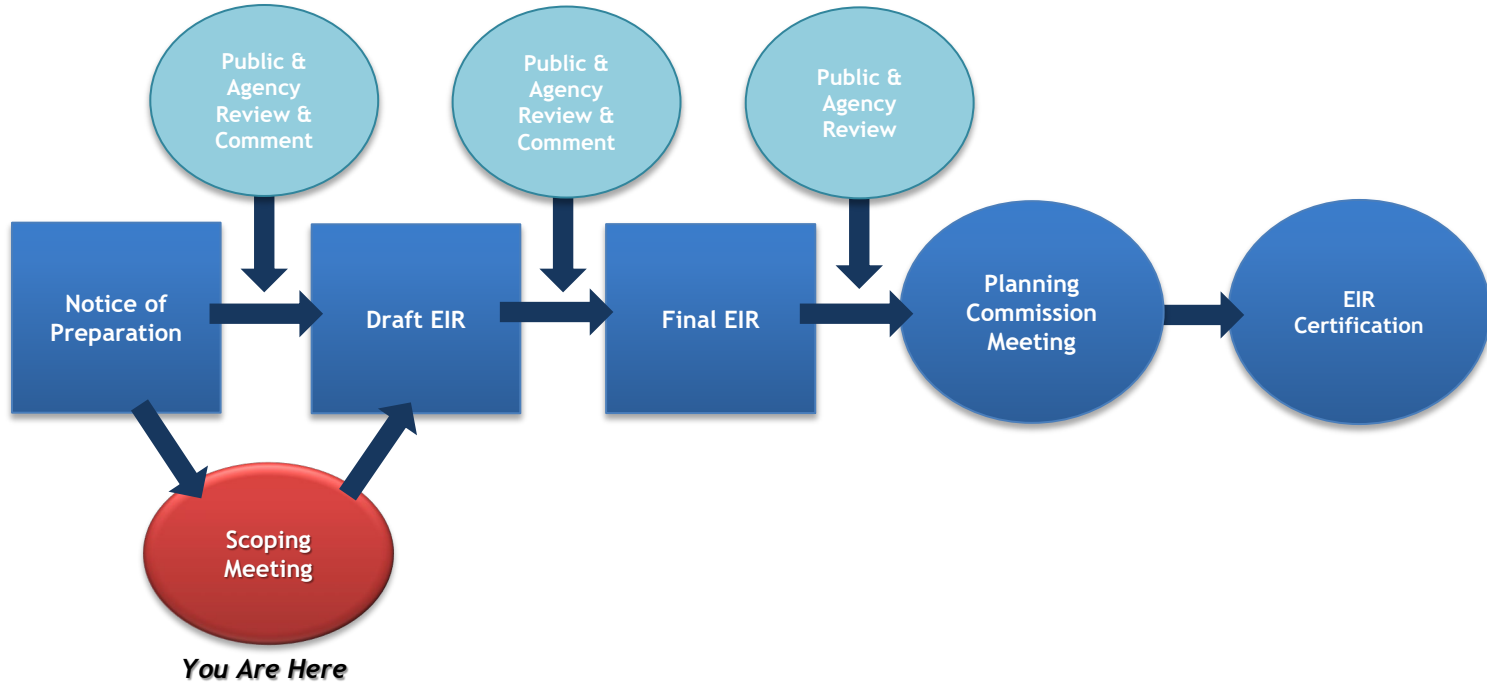 Public &
Agency
Review &
Comment
Public &
Agency
Review &
Comment
Public &
Agency
Review
Notice of
Preparation
Draft EIR
Final EIR
Planning
Commission
Meeting
EIR
Certification
Scoping
Meeting
You Are Here